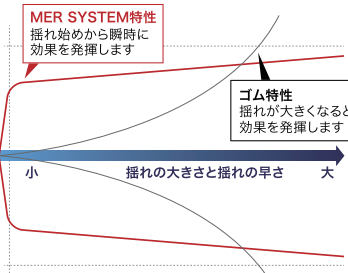 MER SYSTEM特性
揺れ始めから瞬時に
効果を発揮します
ゴム特性
揺れが大きくなると
効果を発揮します
小 揺れの大きさと揺れの早さ 大